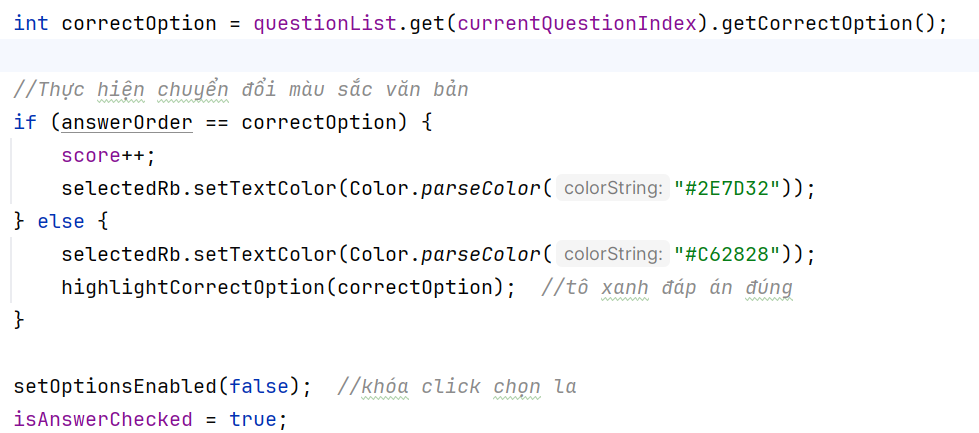 int correctOption = questionList.get(currentQuestionIndex).getCorrectOption();
//Thực hiện chuyển đổi màu sắc văn bản
if (answerOrder == correctOption) {
score++;
selectedRb.setTextColor(Color.parseColor( colorString: "#2E7D32"));
} else {
selectedRb.setTextColor(Color.parseColor( colorString: "#C62828"));
highlightCorrectOption(correctOption);  //tô xanh đáp án đúng
}
setOptionsEnabled(false);  //khóa click chọn la
isAnswerChecked = true;